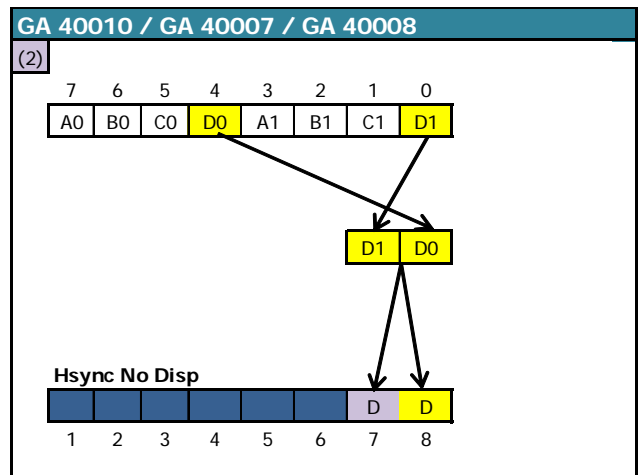 GA 40010 / GA 40007 / GA 40008
(2)
7 6 5 4 3 2 1 0
A0 B0 C0 D0 A1 B1 C1 D1
D1 D0
Hsync No Disp
D D
1 2 3 4 5 6 7 8